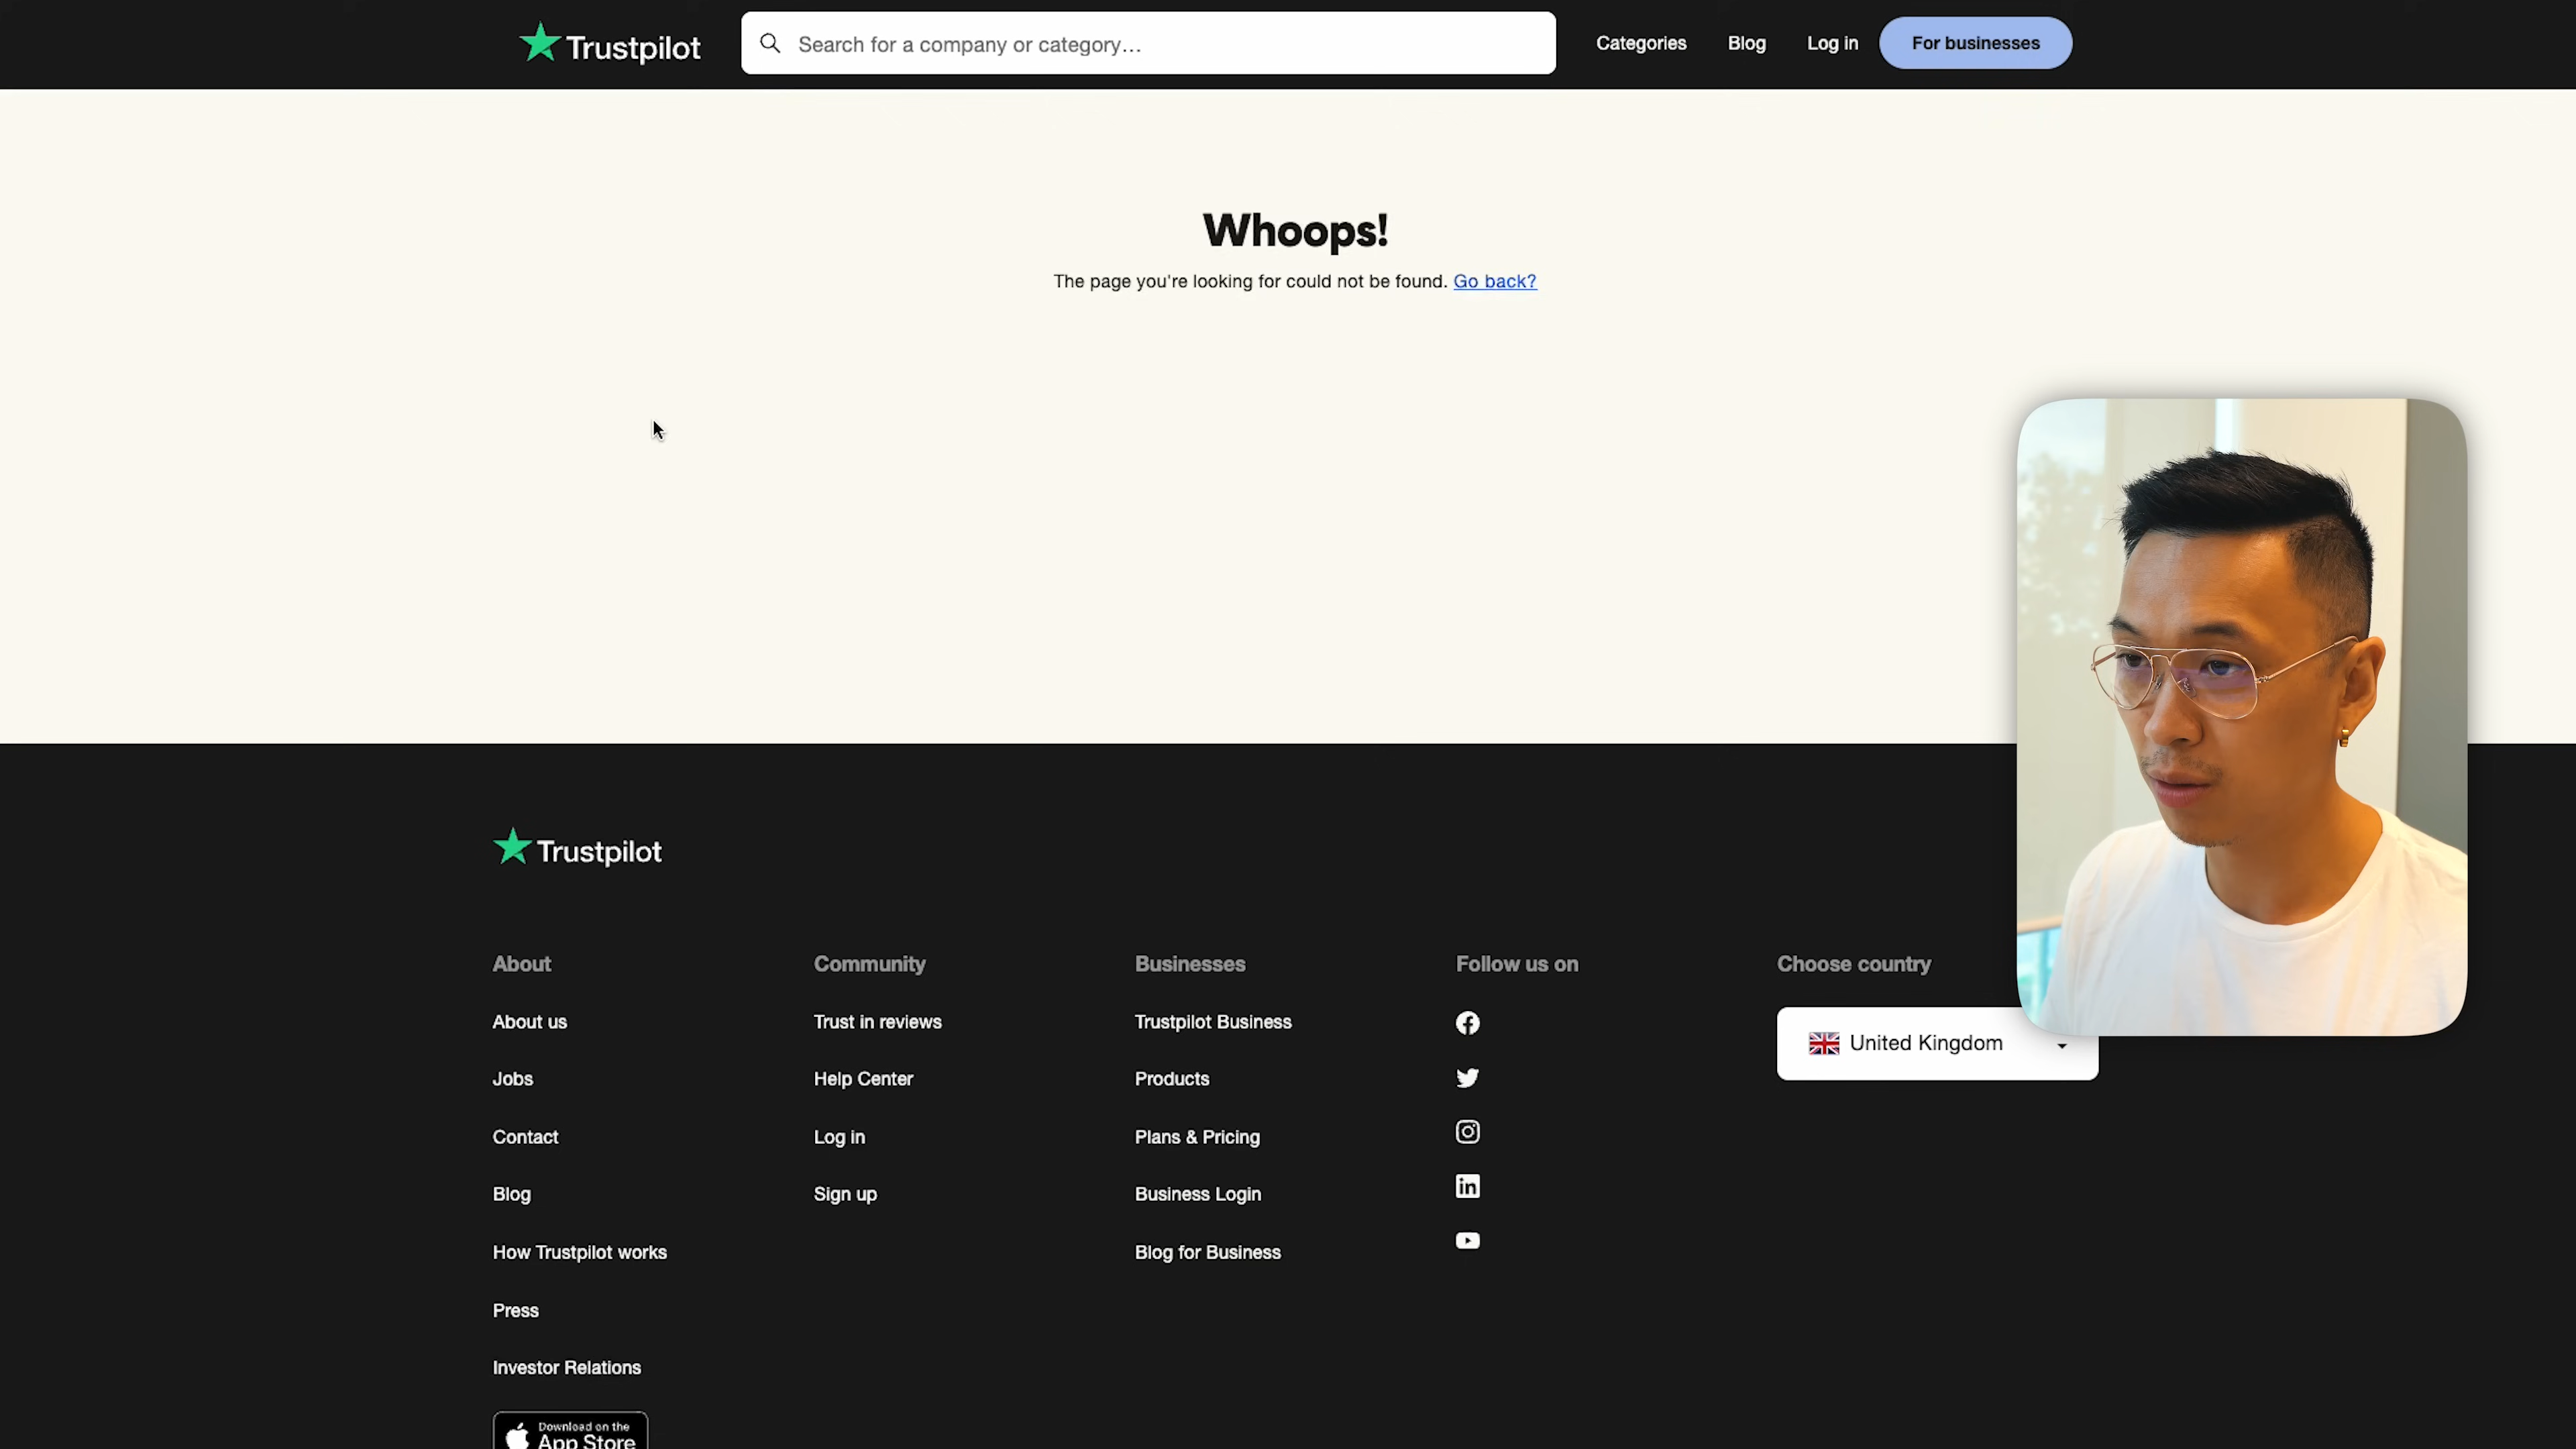 Trustpilot
Search for a company or category...
Categories
Blog
Log in
For businesses
Whoops!
The page you're looking for could not be found. Go back?
Trustpilot
About
About us
Jobs
Contact
Blog
How Trustpilot works
Press
Investor Relations
Download on the
App Store
Community
Trust in reviews
Help Center
Log in
Sign up
Businesses
Trustpilot Business
Products
Plans & Pricing
Business Login
Blog for Business
Follow us on
Choose country
United Kingdom